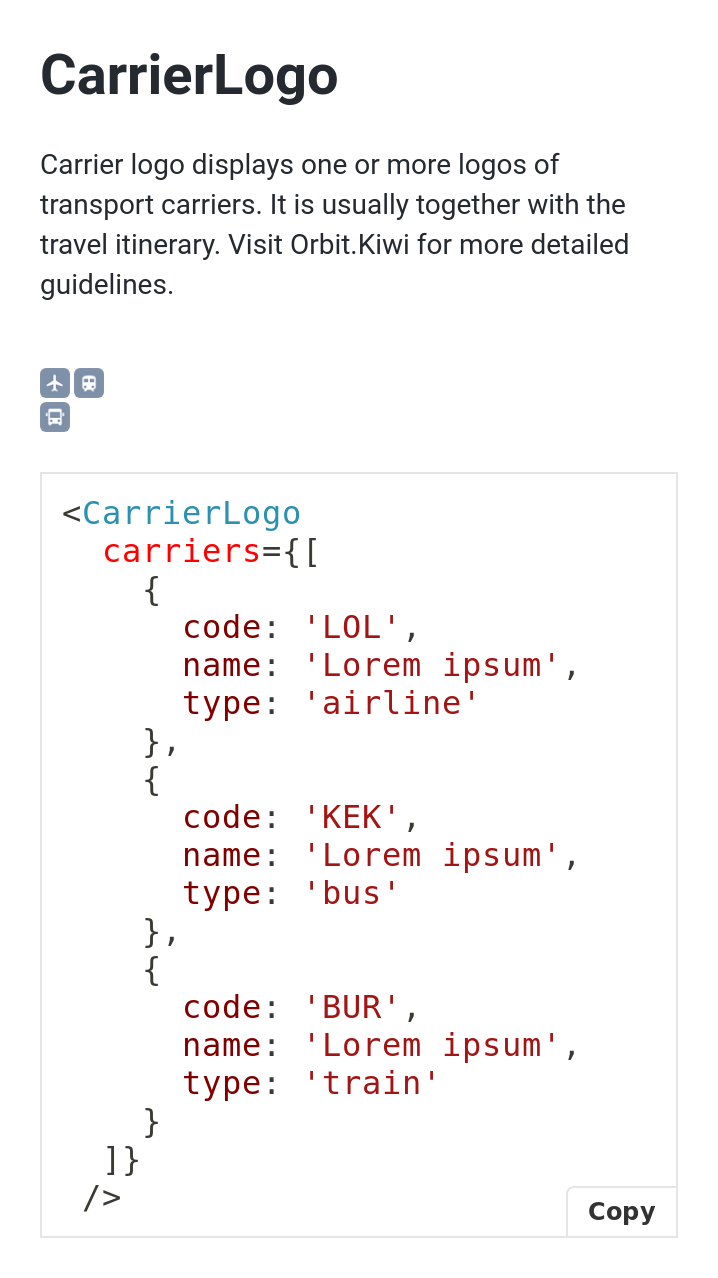 CarrierLogo
Carrier logo displays one or more logos of
transport carriers. It is usually together with the
travel itinerary. Visit Orbit.Kiwi for more detailed
guidelines.
<CarrierLogo
  carriers={[
    {
      code: 'LOL',
      name: 'Lorem ipsum',
      type: 'airline'
    },
    {
      code: 'KEK',
      name: 'Lorem ipsum',
      type: 'bus'
    },
    {
      code: 'BUR',
      name: 'Lorem ipsum',
      type: 'train'
    }
  ]}
 />
Copy